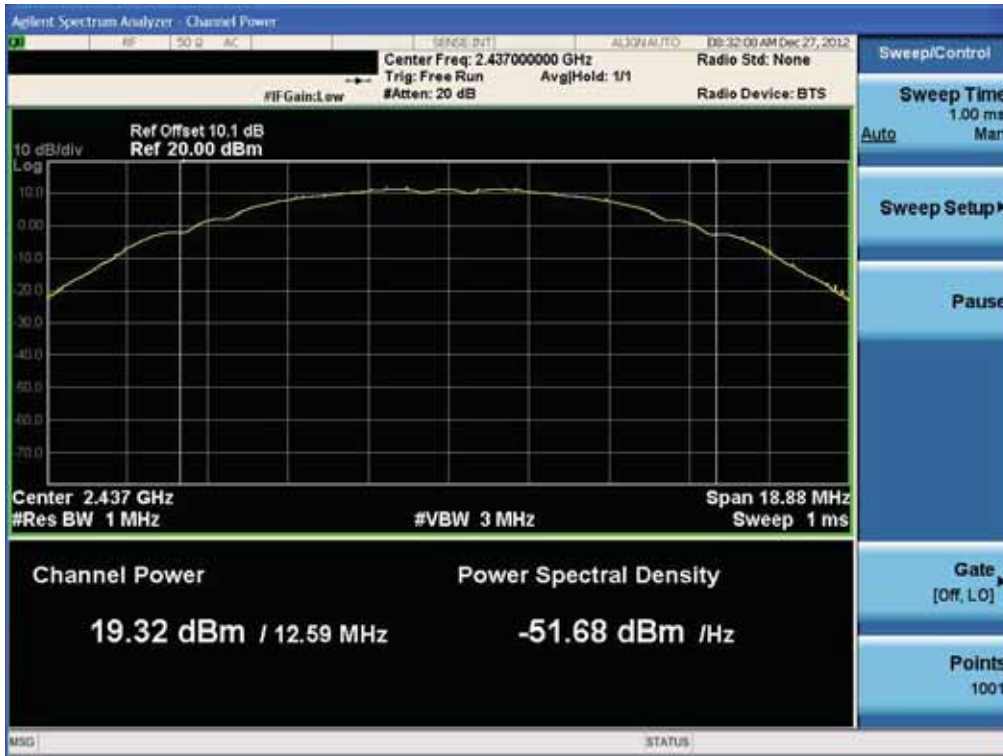 Agilent Spectrum Analyzer - Channel Power
RF 50 Ω AC SENSE:INT ALIGN AUTO 08:32:00 AM Dec 27, 2012
Center Freq: 2.437000000 GHz Radio Std: None
Trig: Free Run Avg|Hold: 1/1
#IFGain:Low #Atten: 20 dB Radio Device: BTS
Ref Offset 10.1 dB
10 dB/div Ref 20.00 dBm
Log
10.0
0.00
-10.0
-20.0
-30.0
-40.0
-50.0
-60.0
-70.0
Center 2.437 GHz Span 18.88 MHz
#Res BW 1 MHz #VBW 3 MHz Sweep 1 ms
Channel Power Power Spectral Density
19.32 dBm / 12.59 MHz -51.68 dBm /Hz
MSG STATUS
Sweep/Control
Sweep Time
1.00 ms
Auto Man
Sweep Setup
Pause
Gate
[Off, LO]
Points
1001